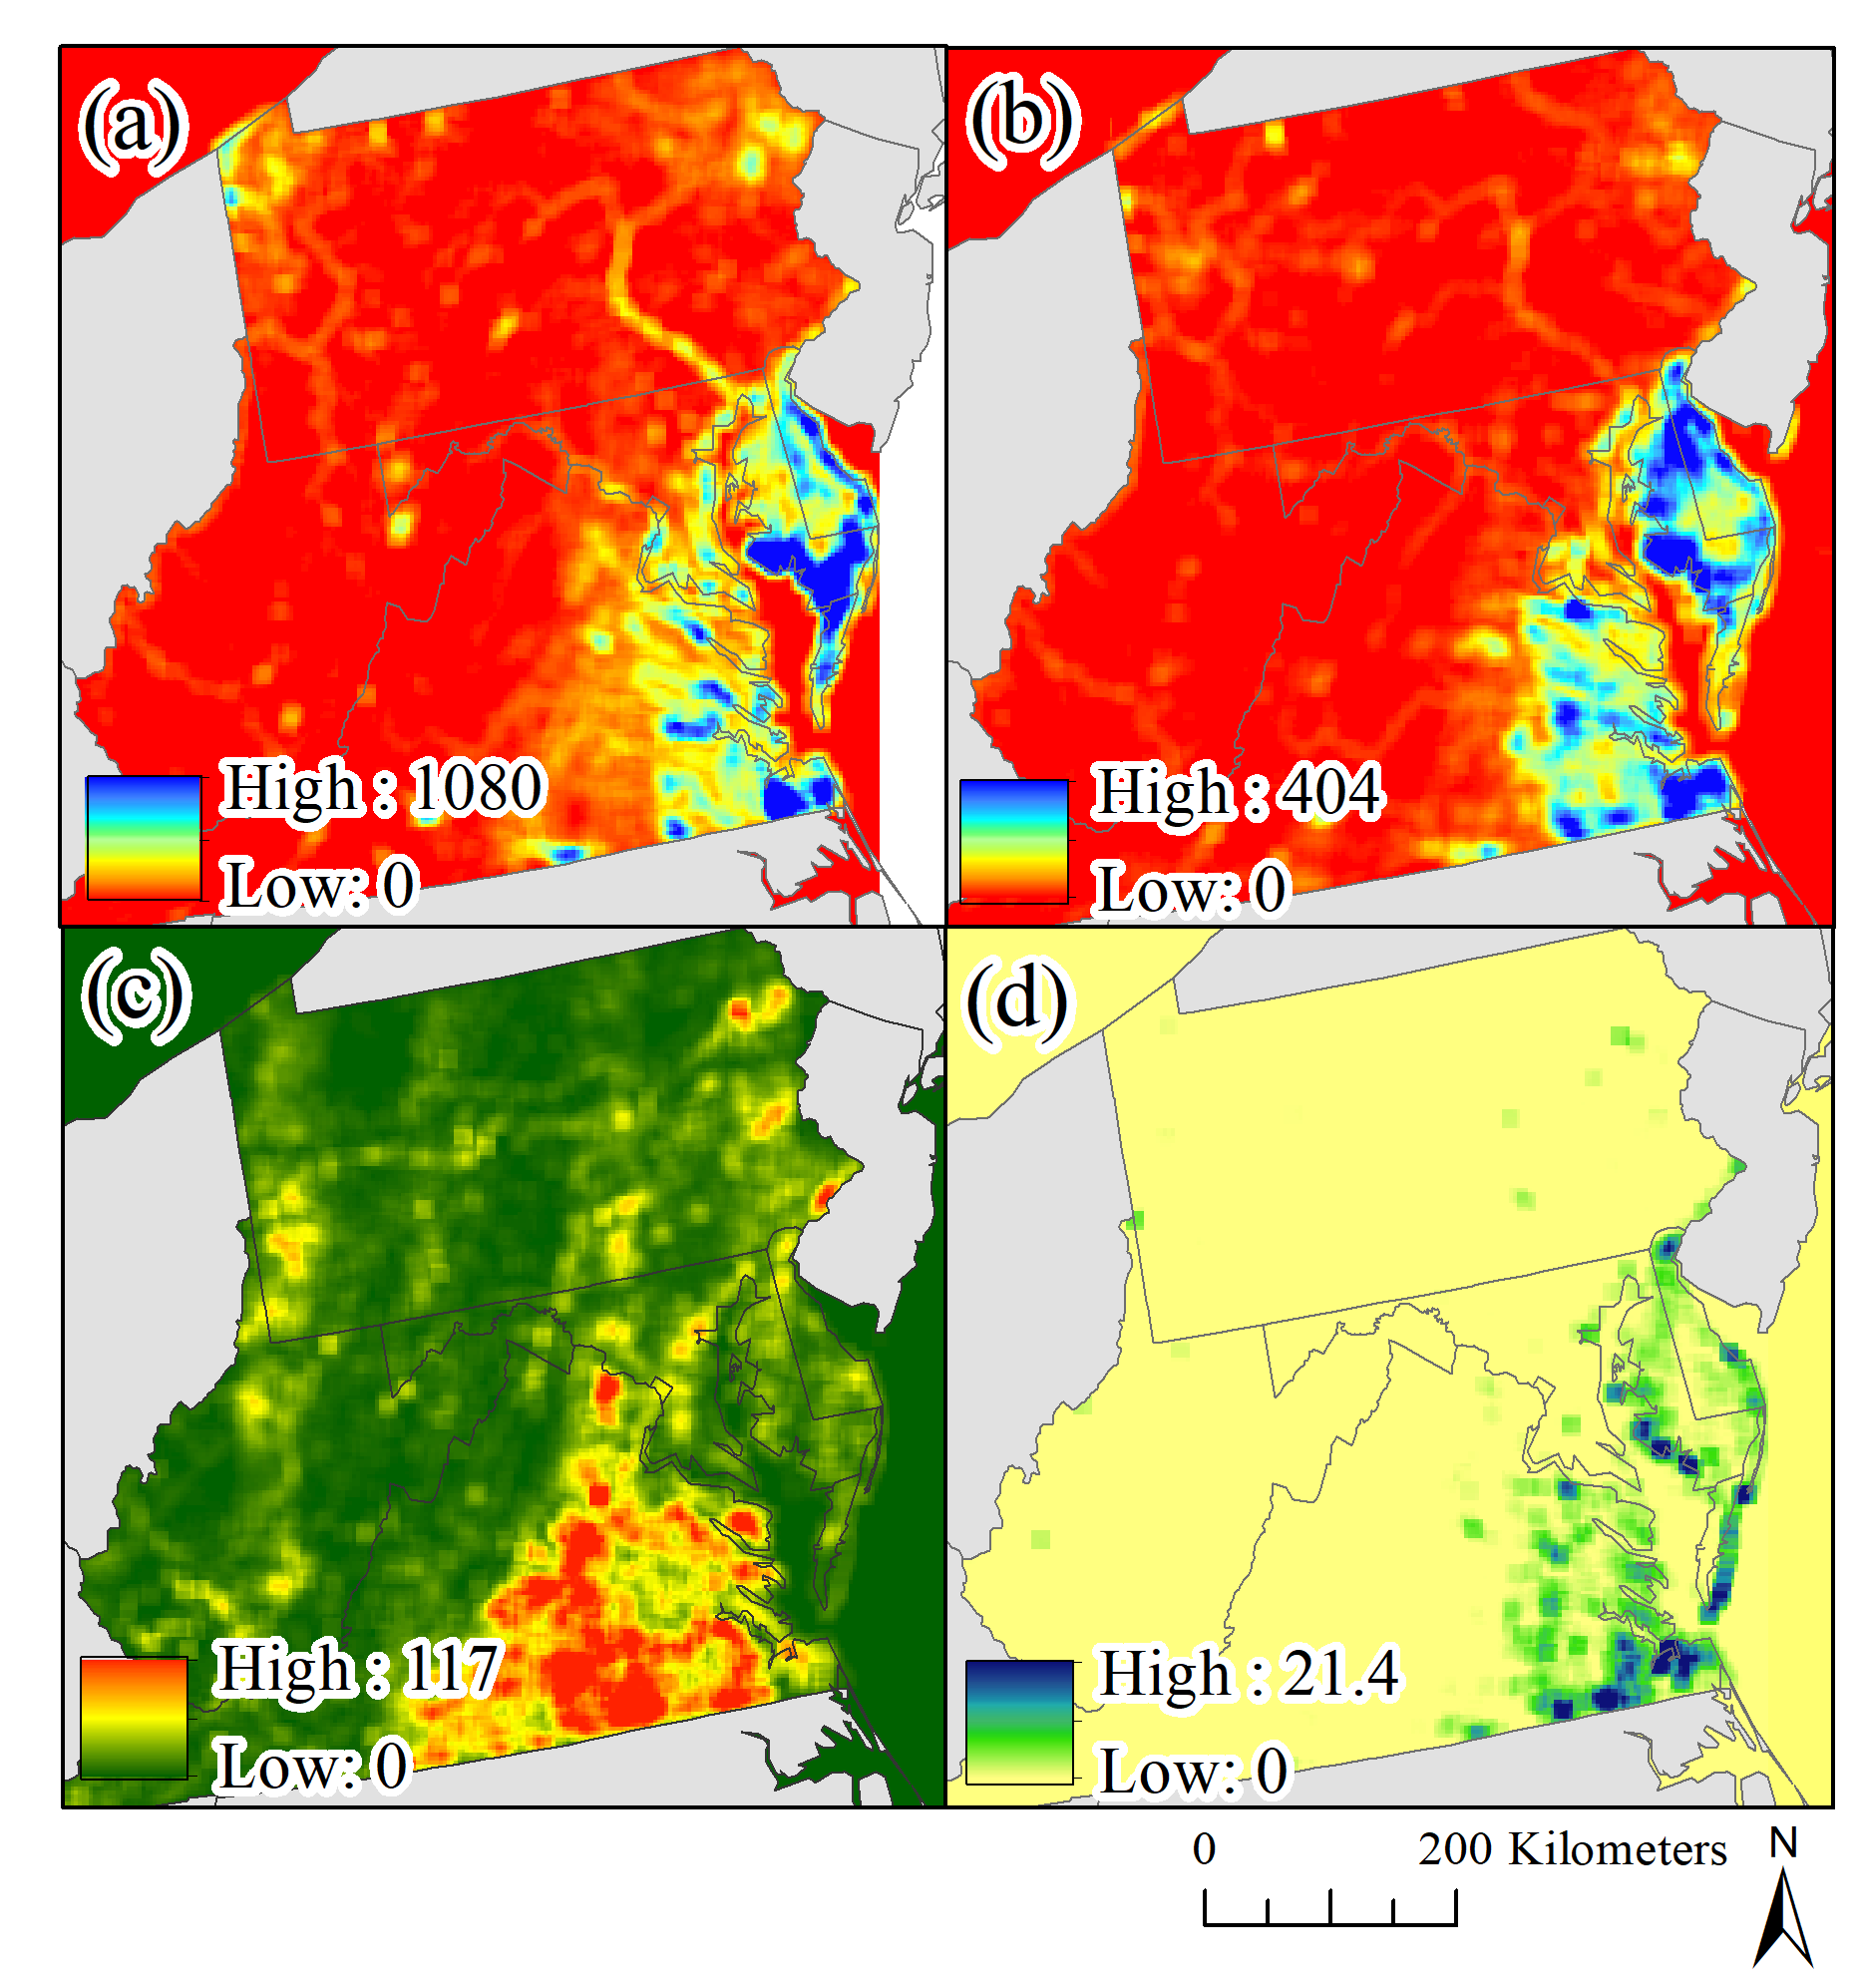 (a)
(b)
High : 1080
Low: 0
High : 404
Low: 0
(c)
(d)
High : 117
Low: 0
High : 21.4
Low: 0
0 200 Kilometers
N